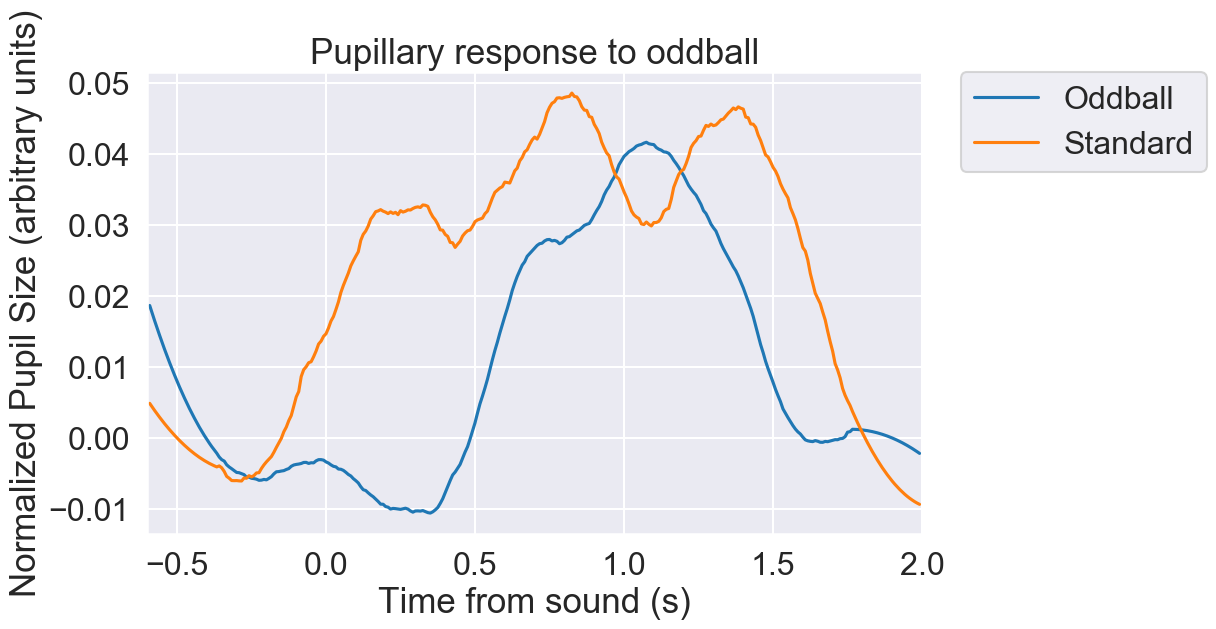 Pupillary response to oddball
Normalized Pupil Size (arbitrary units)
0.05
0.04
0.03
0.02
0.01
0.00
−0.01
−0.5
0.0
0.5
1.0
1.5
2.0
Time from sound (s)
Oddball
Standard